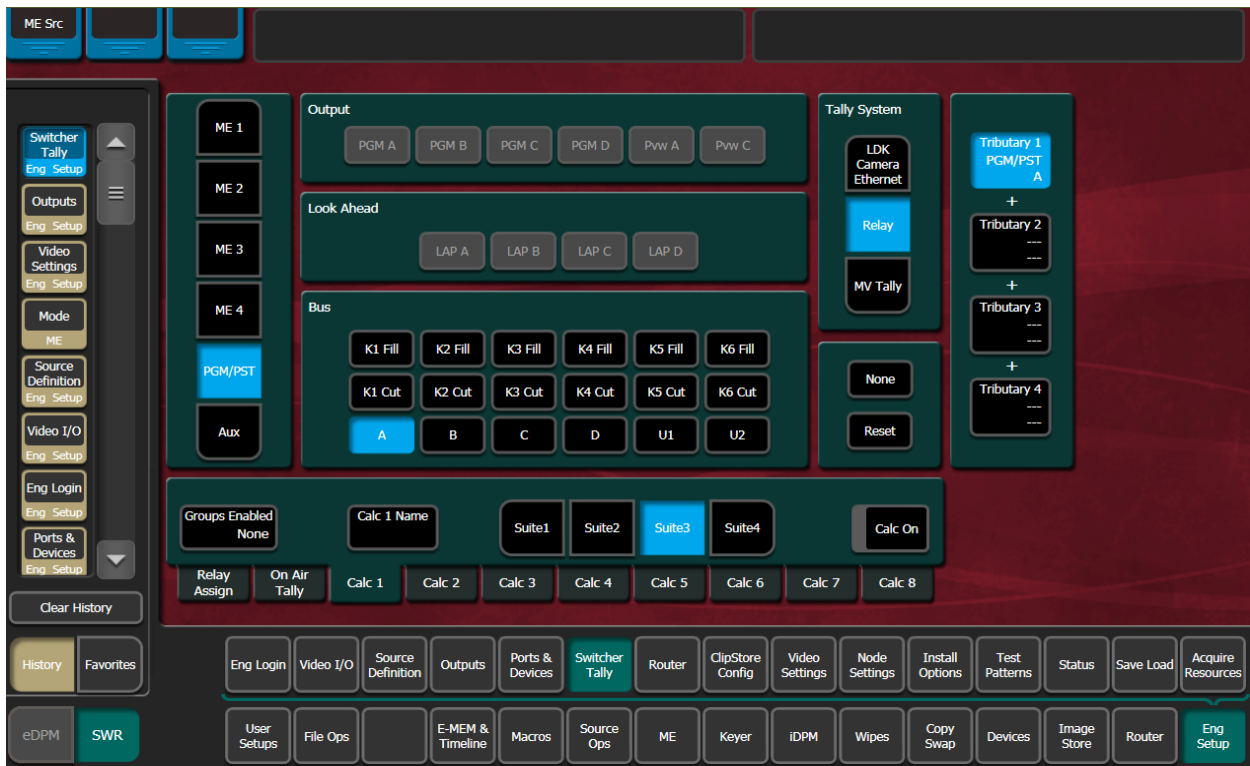 ME Src
Switcher
Tally
Eng Setup
Outputs
Eng Setup
Video
Settings
Eng Setup
Mode
ME
Source
Definition
Eng Setup
Video I/O
Eng Setup
Eng Login
Eng Setup
Ports &
Devices
Eng Setup
Clear History
History Favorites
eDPM SWR
ME 1
ME 2
ME 3
ME 4
PGM/PST
Aux
Output
PGM A PGM B PGM C PGM D Pvw A Pvw C
Look Ahead
LAP A LAP B LAP C LAP D
Bus
K1 Fill K2 Fill K3 Fill K4 Fill K5 Fill K6 Fill
K1 Cut K2 Cut K3 Cut K4 Cut K5 Cut K6 Cut
A B C D U1 U2
Tally System
LDK
Camera
Ethernet
Relay
MV Tally
None
Reset
Tributary 1
PGM/PST
A
+
Tributary 2
---
---
+
Tributary 3
---
---
+
Tributary 4
---
---
Groups Enabled
None
Calc 1 Name
Suite1 Suite2 Suite3 Suite4
Calc On
Relay
Assign
On Air
Tally
Calc 1 Calc 2 Calc 3 Calc 4 Calc 5 Calc 6 Calc 7 Calc 8
Eng Login
Video I/O
Source
Definition
Outputs
Ports &
Devices
Switcher
Tally
Router
ClipStore
Config
Video
Settings
Node
Settings
Install
Options
Test
Patterns
Status
Save Load
Acquire
Resources
User
Setups
File Ops
E-MEM &
Timeline
Macros
Source
Ops
ME
Keyer
iDPM
Wipes
Copy
Swap
Devices
Image
Store
Router
Eng
Setup